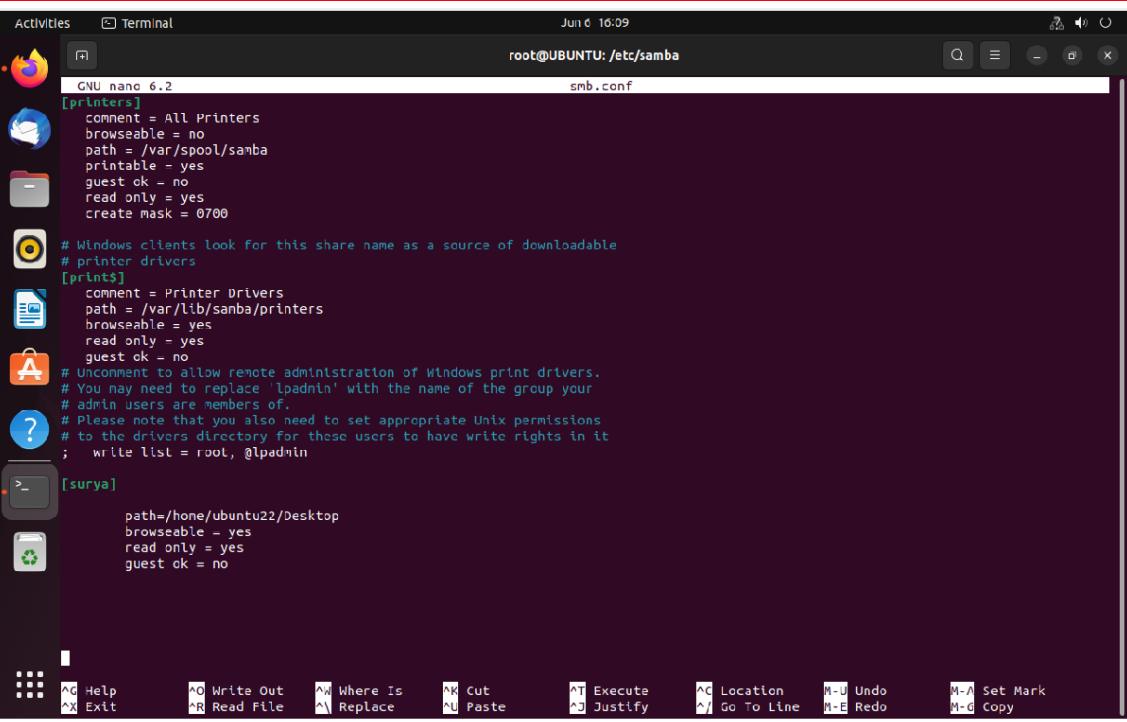 Activities Terminal Jun 6 16:09
root@UBUNTU: /etc/samba
GNU nano 6.2 smb.conf
[printers]
comment = All Printers
browseable = no
path = /var/spool/samba
printable = yes
guest ok = no
read only = yes
create mask = 0700
# Windows clients look for this share name as a source of downloadable
# printer drivers
[print$]
comment = Printer Drivers
path = /var/lib/samba/printers
browseable = yes
read only = yes
guest ok = no
# Uncomment to allow remote administration of Windows print drivers.
# You may need to replace 'lpadmin' with the name of the group your
# admin users are members of.
# Please note that you also need to set appropriate Unix permissions
# to the drivers directory for these users to have write rights in it
; write list = root, @lpadmin
[surya]
path=/home/ubuntu22/Desktop
browseable = yes
read only = yes
guest ok = no
^G Help ^O Write Out ^W Where Is ^K Cut ^T Execute ^C Location M-U Undo M-A Set Mark
^X Exit ^R Read File ^\ Replace ^U Paste ^J Justify ^/ Go To Line M-E Redo M-6 Copy